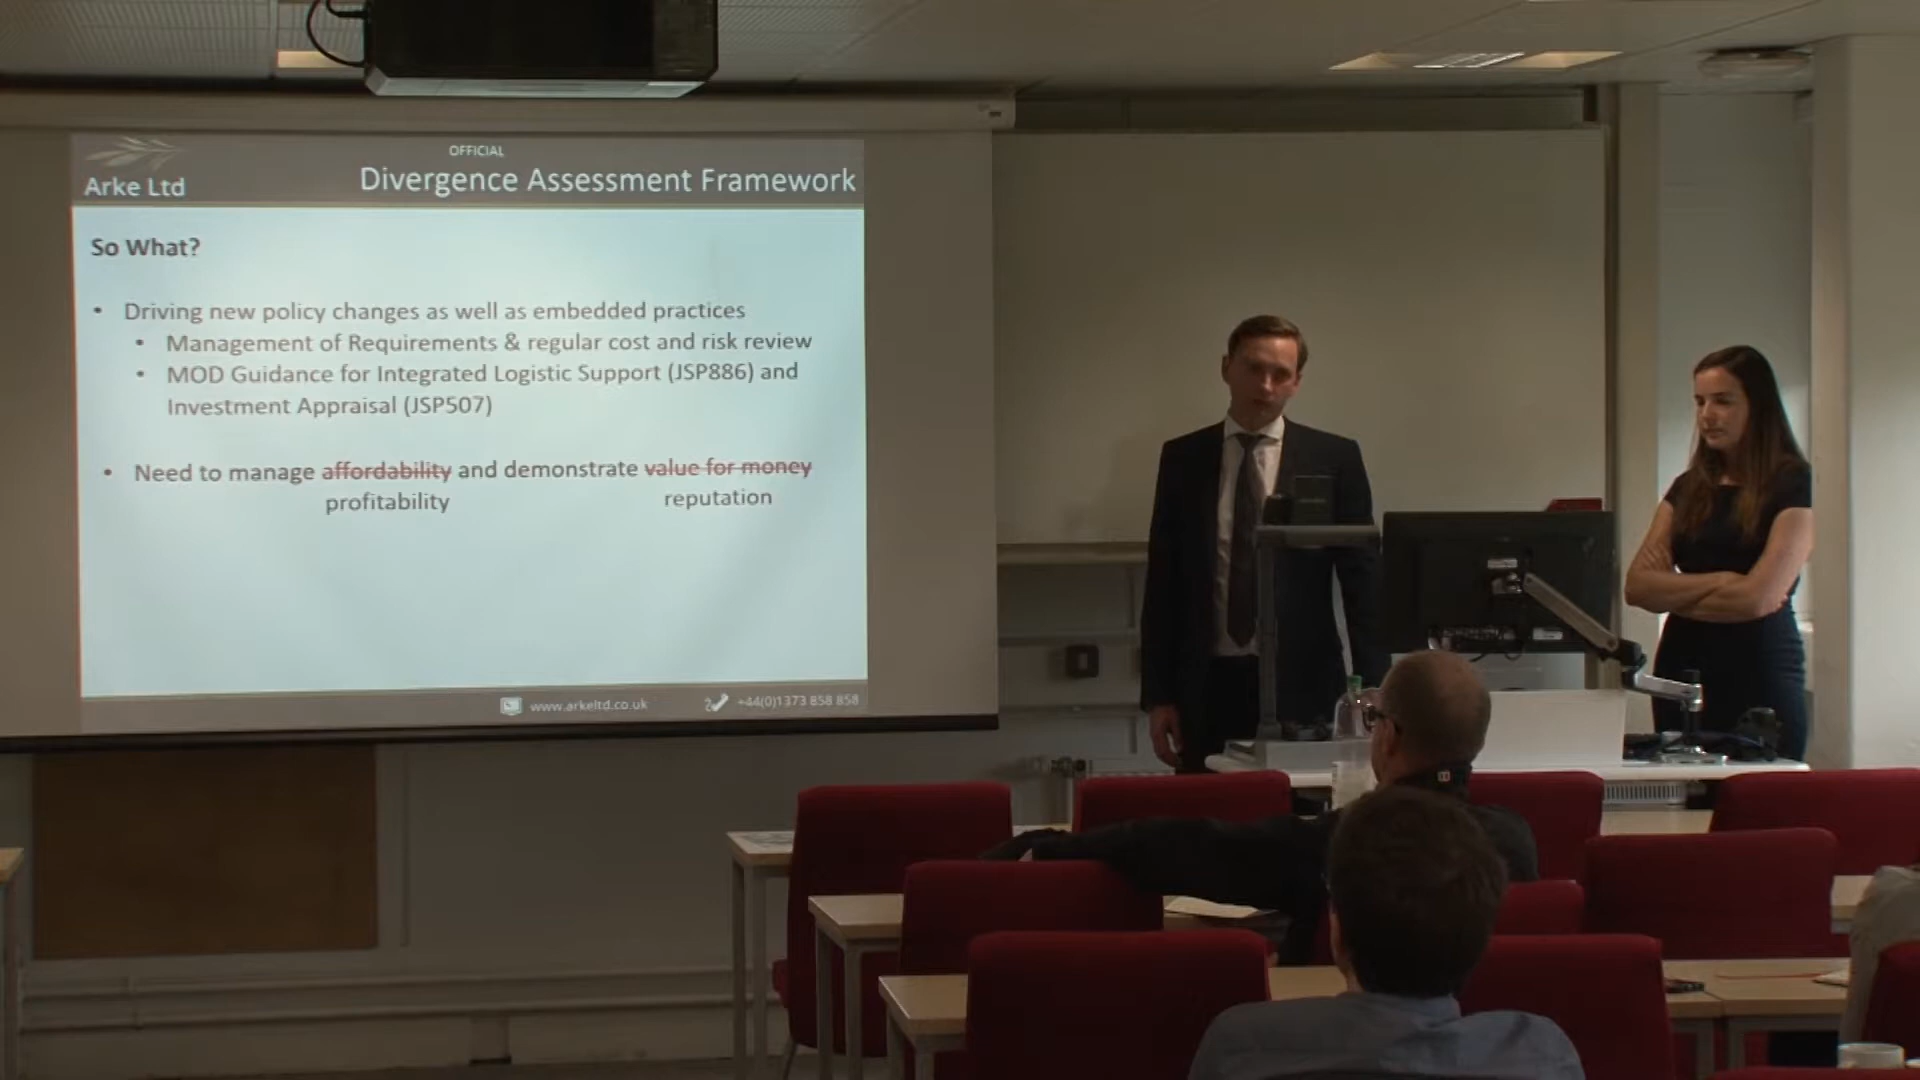 OFFICIAL
Arke Ltd
Divergence Assessment Framework
So What?
• Driving new policy changes as well as embedded practices
• Management of Requirements & regular cost and risk review
• MOD Guidance for Integrated Logistic Support (JSP886) and
Investment Appraisal (JSP507)
• Need to manage affordability and demonstrate value for money
profitability reputation
www.arkeltd.co.uk +44(0)1373 858 858